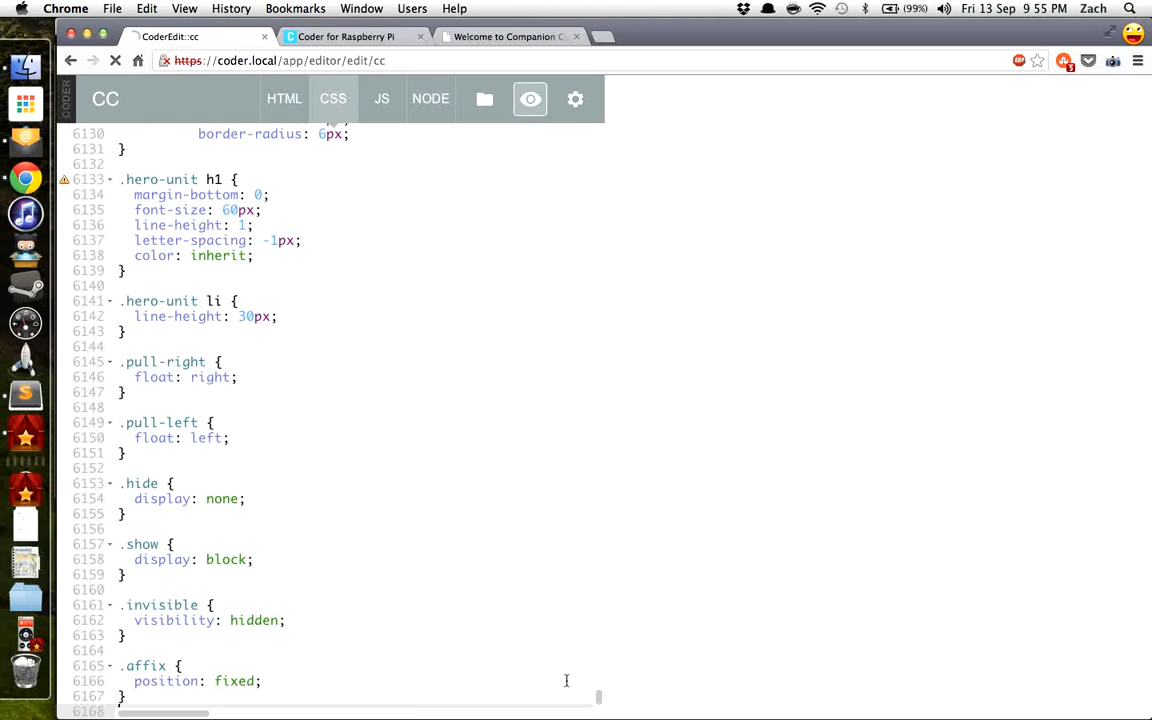 Chrome File Edit View History Bookmarks Window Users Help (99%) Fri 13 Sep 9:55 PM Zach
CoderEdit::cc Coder for Raspberry Pi Welcome to Companion C
https://coder.local/app/editor/edit/cc
CODER CC HTML CSS JS NODE
6130 border-radius: 6px;
6131 }
6132
6133 .hero-unit h1 {
6134 margin-bottom: 0;
6135 font-size: 60px;
6136 line-height: 1;
6137 letter-spacing: -1px;
6138 color: inherit;
6139 }
6140
6141 .hero-unit li {
6142 line-height: 30px;
6143 }
6144
6145 .pull-right {
6146 float: right;
6147 }
6148
6149 .pull-left {
6150 float: left;
6151 }
6152
6153 .hide {
6154 display: none;
6155 }
6156
6157 .show {
6158 display: block;
6159 }
6160
6161 .invisible {
6162 visibility: hidden;
6163 }
6164
6165 .affix {
6166 position: fixed;
6167 }
6168